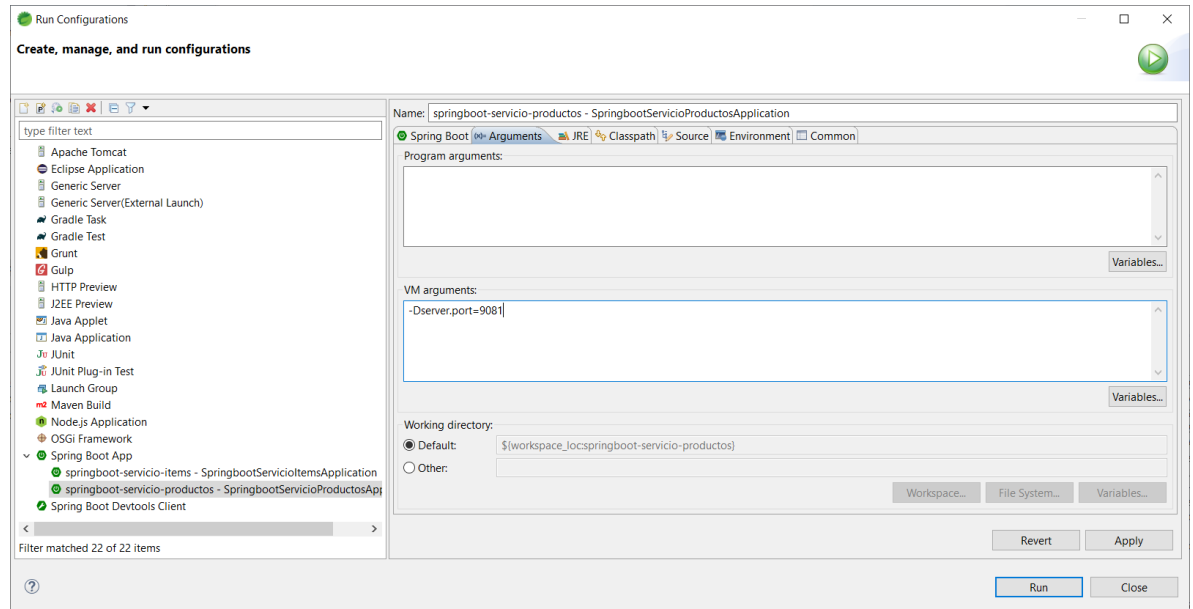 Run Configurations
Create, manage, and run configurations
type filter text
Apache Tomcat
Eclipse Application
Generic Server
Generic Server(External Launch)
Gradle Task
Gradle Test
Grunt
Gulp
HTTP Preview
J2EE Preview
Java Applet
Java Application
JUnit
JUnit Plug-in Test
Launch Group
Maven Build
Node.js Application
OSGi Framework
Spring Boot App
springboot-servicio-items - SpringbootServicioItemsApplication
springboot-servicio-productos - SpringbootServicioProductosApp
Spring Boot Devtools Client
Filter matched 22 of 22 items
Name: springboot-servicio-productos - SpringbootServicioProductosApplication
Spring Boot Arguments JRE Classpath Source Environment Common
Program arguments:
Variables...
VM arguments:
-Dserver.port=9081
Variables...
Working directory:
Default: ${workspace_loc:springboot-servicio-productos}
Other:
Workspace... File System... Variables...
Revert Apply
Run Close